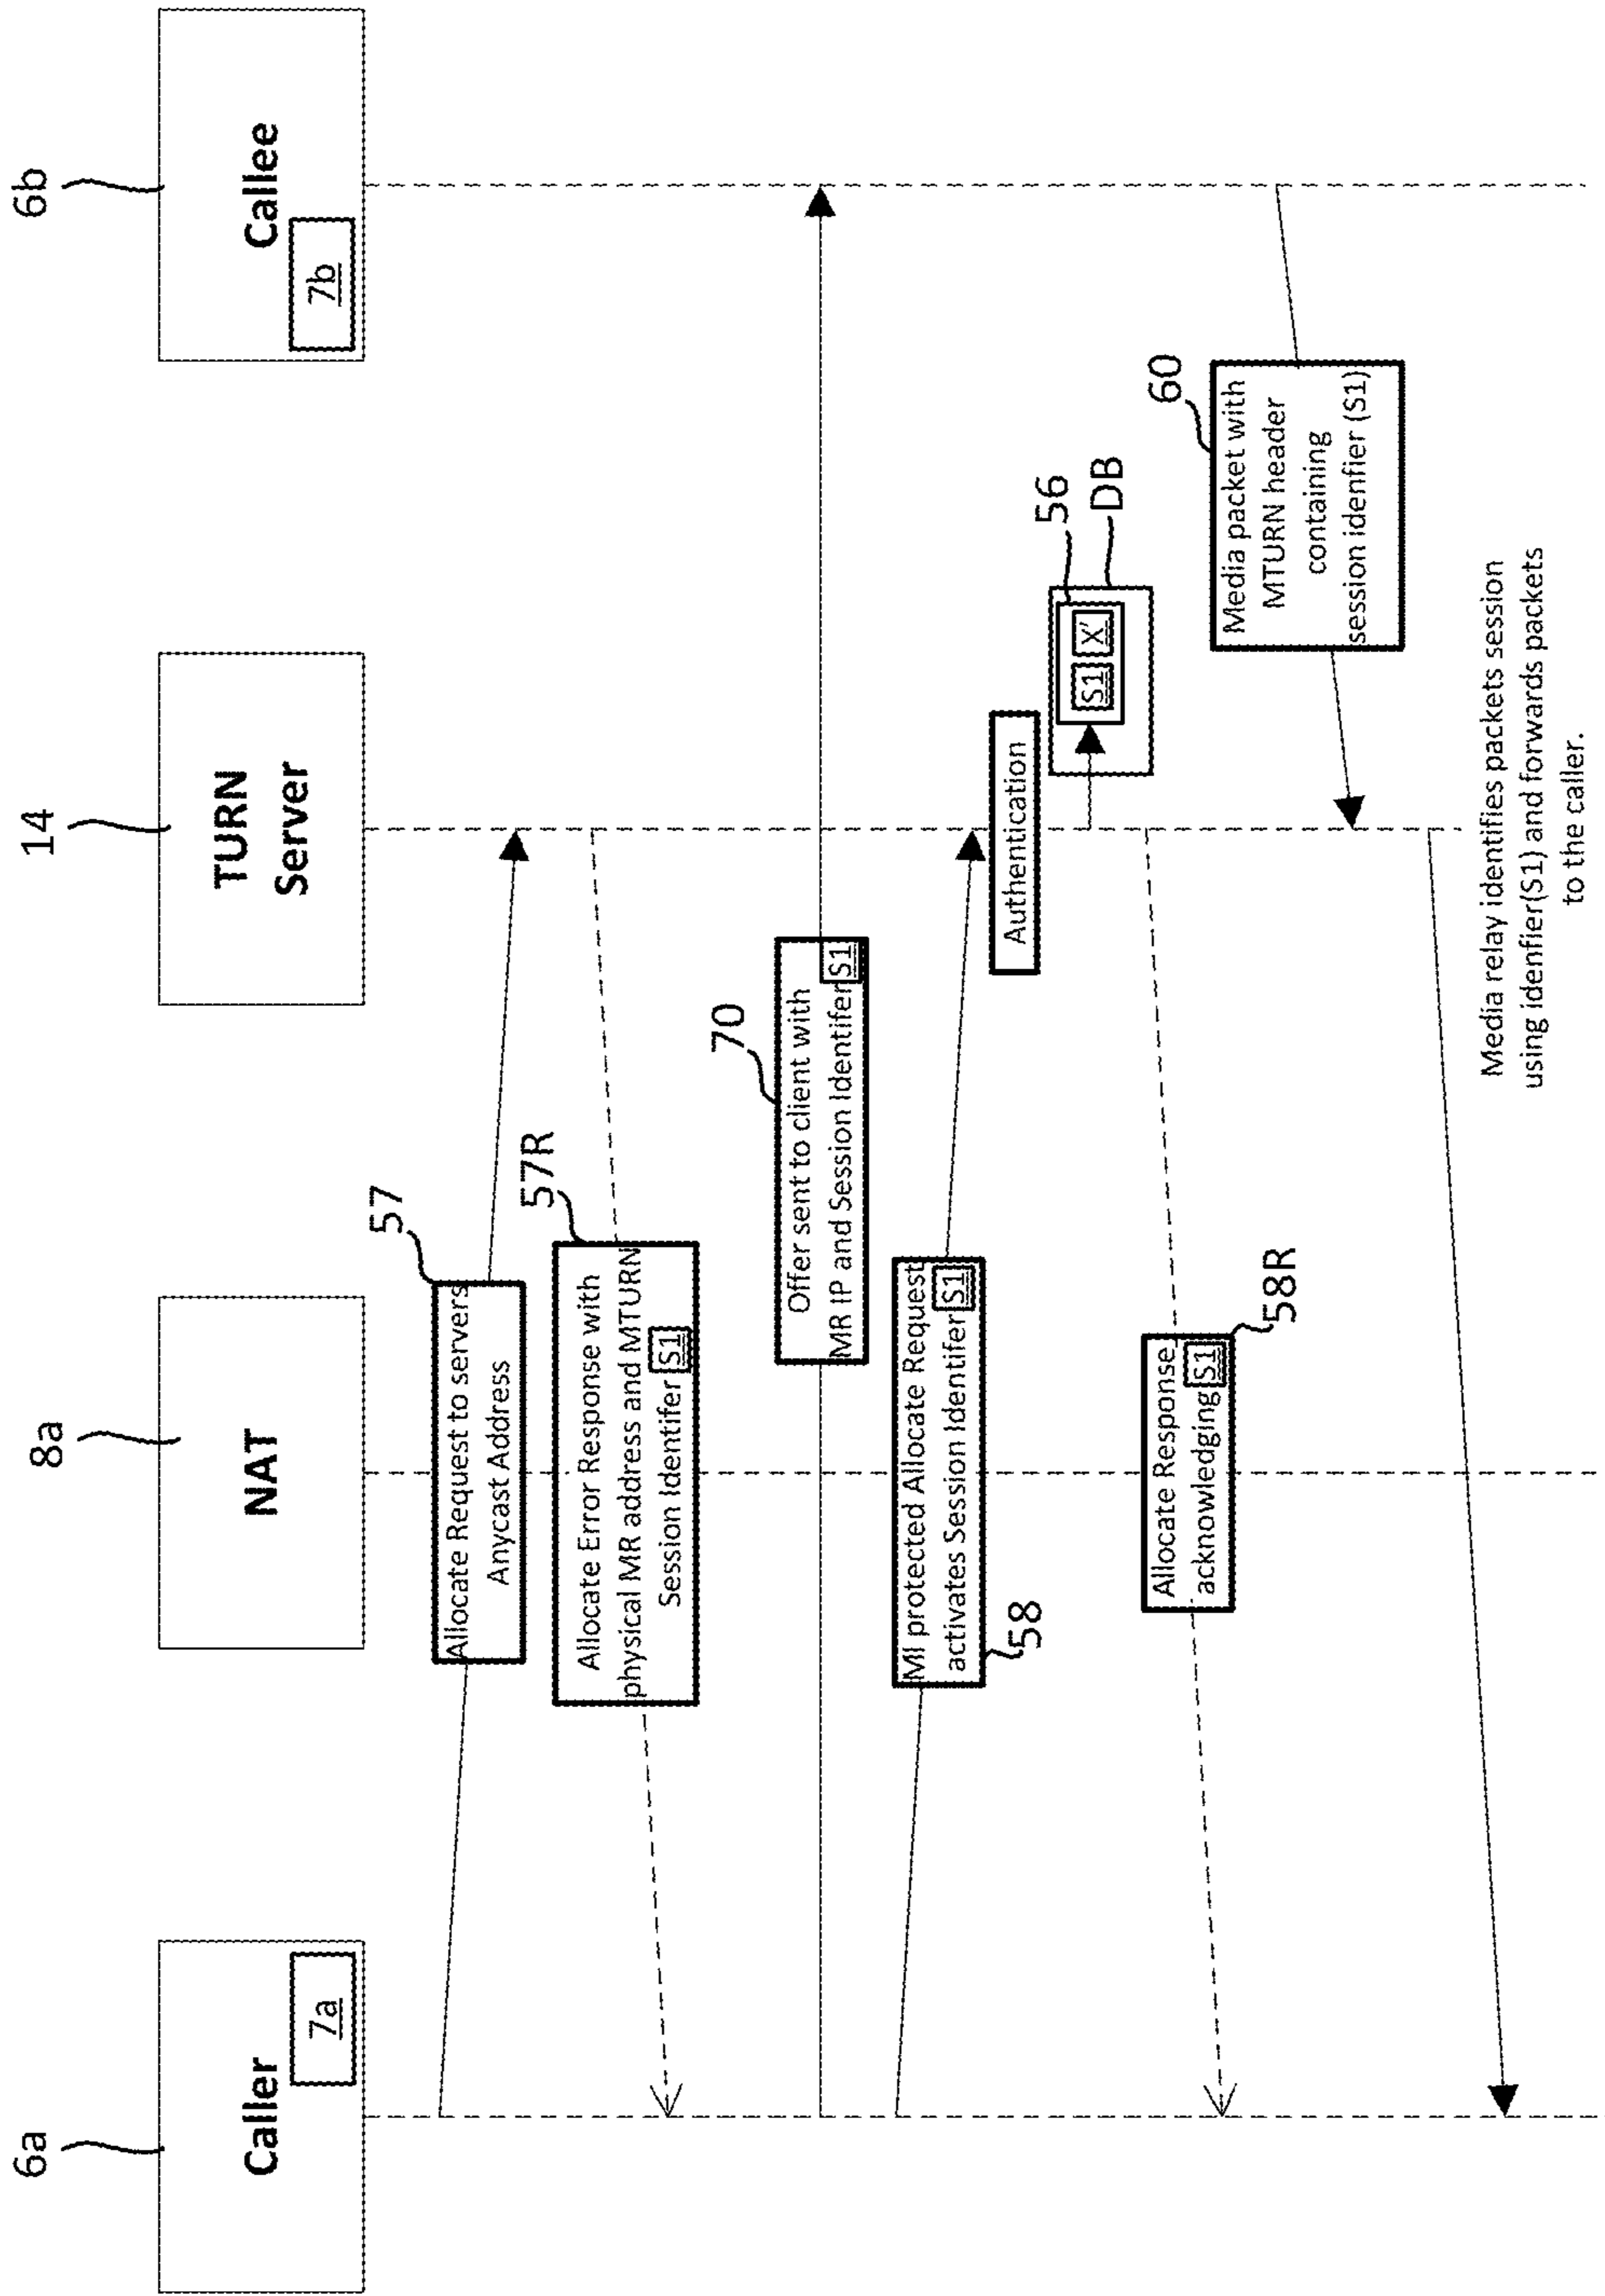 6a
8a
14
6b
Caller
7a
NAT
TURN
Server
Callee
7b
57
Allocate Request to servers
Anycast Address
57R
Allocate Error Response with
physical MR address and MTURN
Session Identifer S1
70
Offer sent to client with
MR IP and Session Identifer S1
MI protected Allocate Request
activates Session Identifer S1
58
Authentication
56
DB
S1 X'
Allocate Response
acknowledging S1
58R
60
Media packet with
MTURN header
containing
session idenfier (S1)
Media relay identifies packets session
using idenfier(S1) and forwards packets
to the caller.